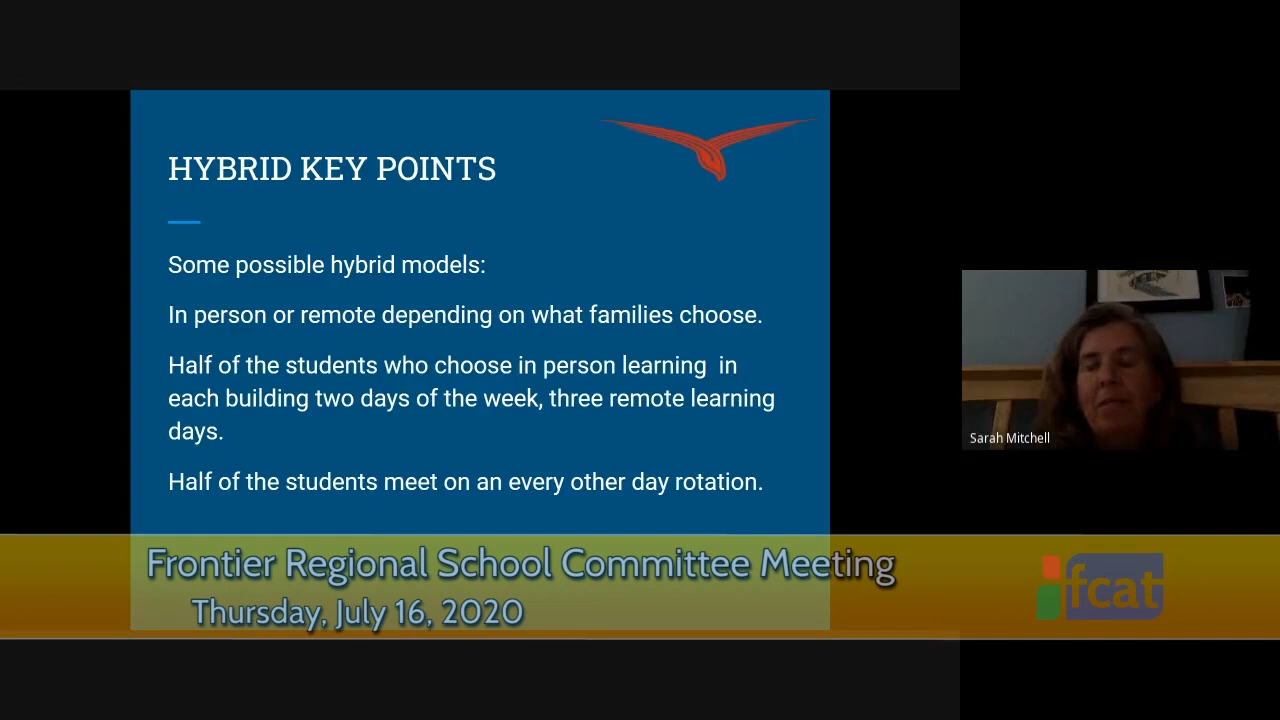 HYBRID KEY POINTS
Some possible hybrid models:
In person or remote depending on what families choose.
Half of the students who choose in person learning  in
each building two days of the week, three remote learning
days.
Half of the students meet on an every other day rotation.
Sarah Mitchell
Frontier Regional School Committee Meeting
Thursday, July 16, 2020
fcat